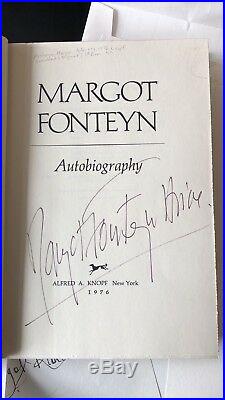 MARGOT
FONTEYN
Autobiography
Margot Fonteyn Arias
ALFRED A. KNOPF New York
1976